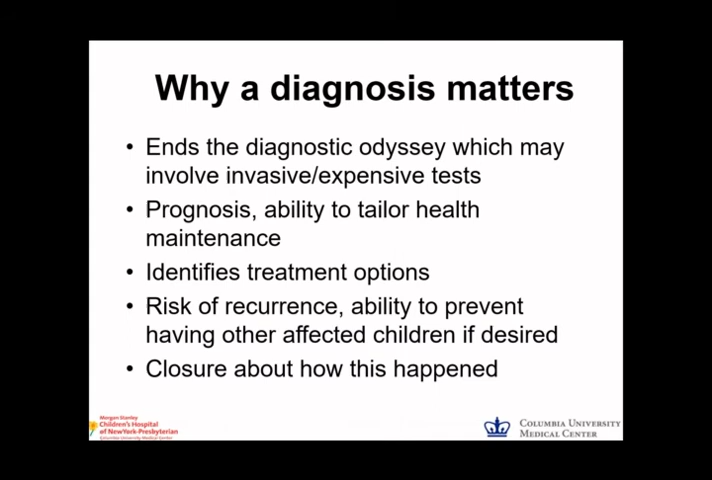 Why a diagnosis matters
• Ends the diagnostic odyssey which may
involve invasive/expensive tests
• Prognosis, ability to tailor health
maintenance
• Identifies treatment options
• Risk of recurrence, ability to prevent
having other affected children if desired
• Closure about how this happened
Morgan Stanley
Children's Hospital
of NewYork-Presbyterian
Columbia University Medical Center
COLUMBIA UNIVERSITY
MEDICAL CENTER